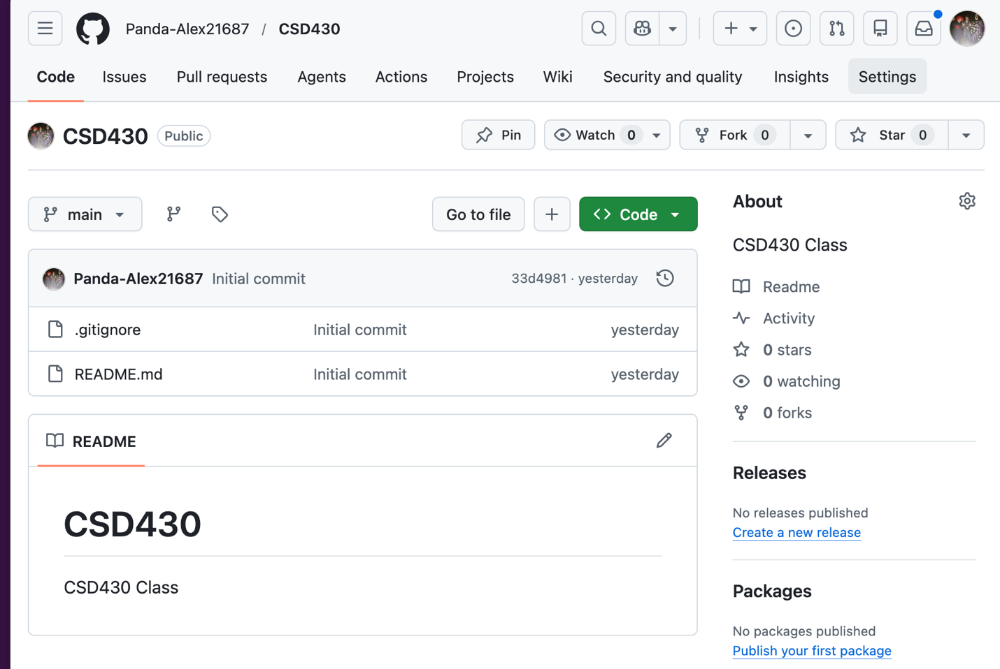 Panda-Alex21687 / CSD430
Code Issues Pull requests Agents Actions Projects Wiki Security and quality Insights Settings
CSD430 Public Pin Watch 0 Fork 0 Star 0
main Go to file + Code
Panda-Alex21687 Initial commit 33d4981 · yesterday
.gitignore Initial commit yesterday
README.md Initial commit yesterday
README
CSD430
CSD430 Class
About
CSD430 Class
Readme
Activity
0 stars
0 watching
0 forks
Releases
No releases published
Create a new release
Packages
No packages published
Publish your first package